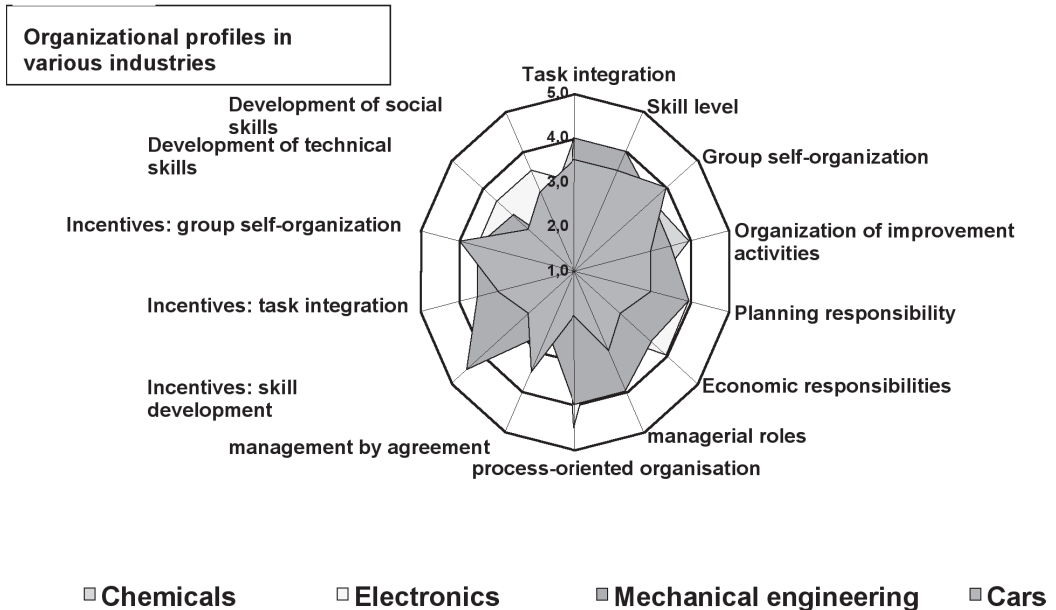 Organizational profiles in
various industries
Task integration
5,0
Skill level
Development of social
skills
4,0
Development of technical
skills
Group self-organization
3,0
Incentives: group self-organization
2,0
Organization of improvement
activities
1,0
Incentives: task integration
Planning responsibility
Incentives: skill
development
Economic responsibilities
management by agreement
managerial roles
process-oriented organisation
Chemicals
Electronics
Mechanical engineering
Cars